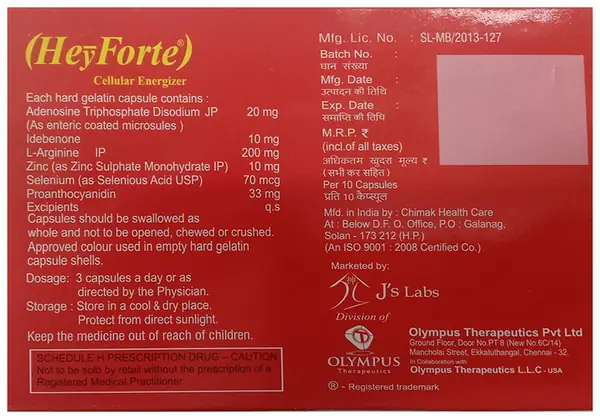 (HeyForte®)
Cellular Energizer
Each hard gelatin capsule contains :
Adenosine Triphosphate Disodium JP 20 mg
(As enteric coated microsules )
Idebenone 10 mg
L-Arginine IP 200 mg
Zinc (as Zinc Sulphate Monohydrate IP) 10 mg
Selenium (as Selenious Acid USP) 70 mcg
Proanthocyanidin 33 mg
Excipients q.s
Capsules should be swallowed as
whole and not to be opened, chewed or crushed.
Approved colour used in empty hard gelatin
capsule shells.
Dosage: 3 capsules a day or as
directed by the Physician.
Storage : Store in a cool & dry place.
Protect from direct sunlight.
Keep the medicine out of reach of children.
SCHEDULE H PRESCRIPTION DRUG – CAUTION
Not to be sold by retail without the prescription of a
Registered Medical Practitioner.
Mfg. Lic. No. : SL-MB/2013-127
Batch No. :
धान संख्या
Mfg. Date :
उत्पादन की तिथि
Exp. Date :
समाप्ति की तिथि
M.R.P. ₹
(incl.of all taxes) :
अधिकतम खुदरा मूल्य ₹
(सभी कर सहित)
Per 10 Capsules
प्रति 10 कैप्स्यूल
Mfd. in India by : Chimak Health Care
At : Below D.F. O. Office, P.O : Galanag,
Solan - 173 212 (H.P.)
(An ISO 9001 : 2008 Certified Co.)
Marketed by:
J's Labs
Division of
OLYMPUS
Therapeutics
Olympus Therapeutics Pvt Ltd
Ground Floor, Door No.PT 8 (New No.6C/14)
Mancholai Street, Ekkatuthangal, Chennai - 32.
In Collaboration with
Olympus Therapeutics L.L.C - USA
® - Registered trademark